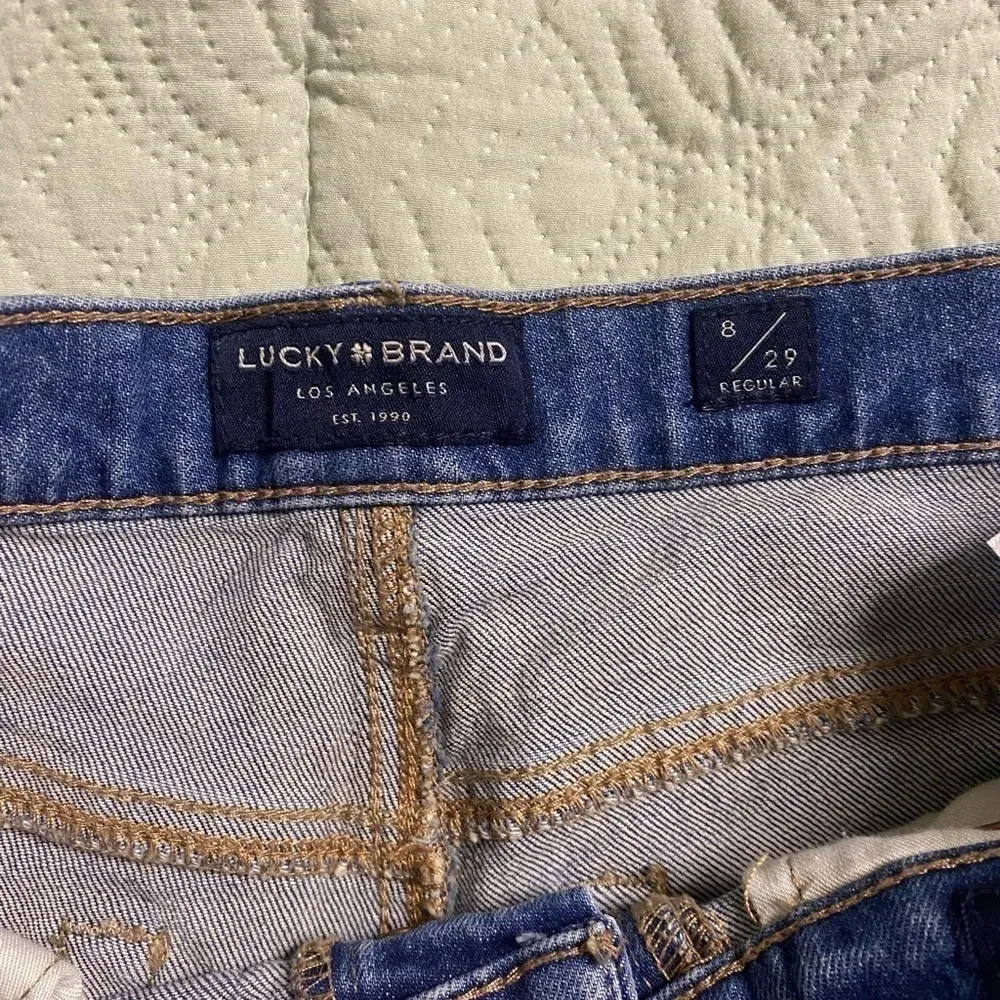 LUCKY BRAND
LOS ANGELES
EST. 1990
8/29
REGULAR